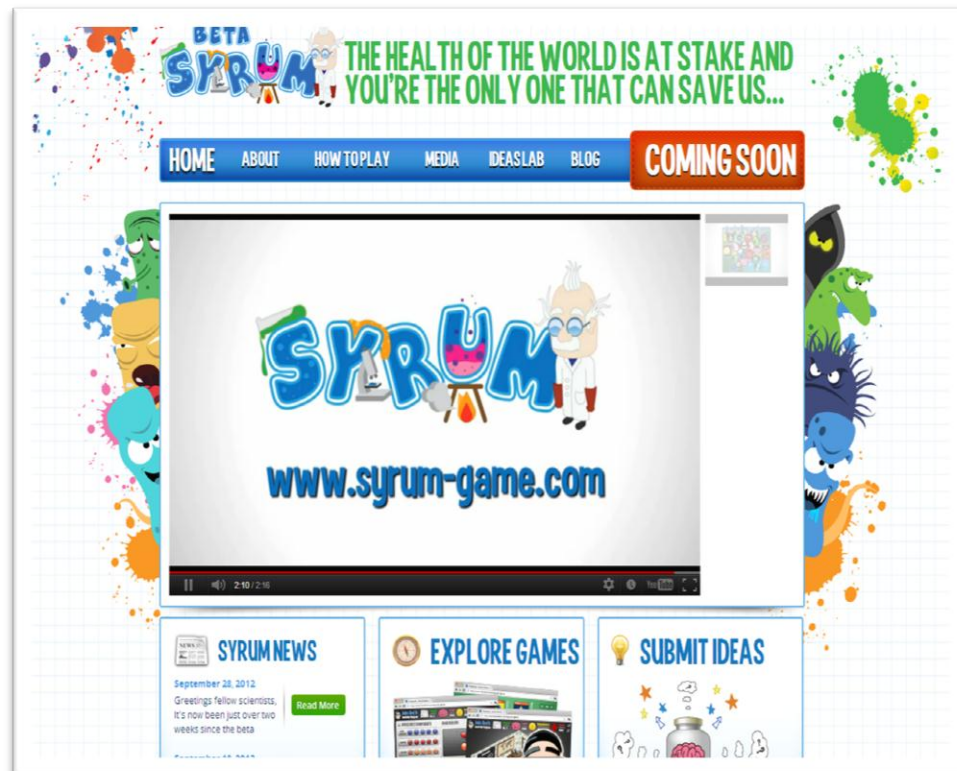 BETA
SYRUM
THE HEALTH OF THE WORLD IS AT STAKE AND
YOU'RE THE ONLY ONE THAT CAN SAVE US...
HOME ABOUT HOW TO PLAY MEDIA IDEAS LAB BLOG COMING SOON
SYRUM
www.syrum-game.com
2:10 / 2:16
YouTube
SYRUM NEWS
September 28, 2012
Greetings fellow scientists,
It's now been just over two
weeks since the beta
Read More
EXPLORE GAMES
SUBMIT IDEAS